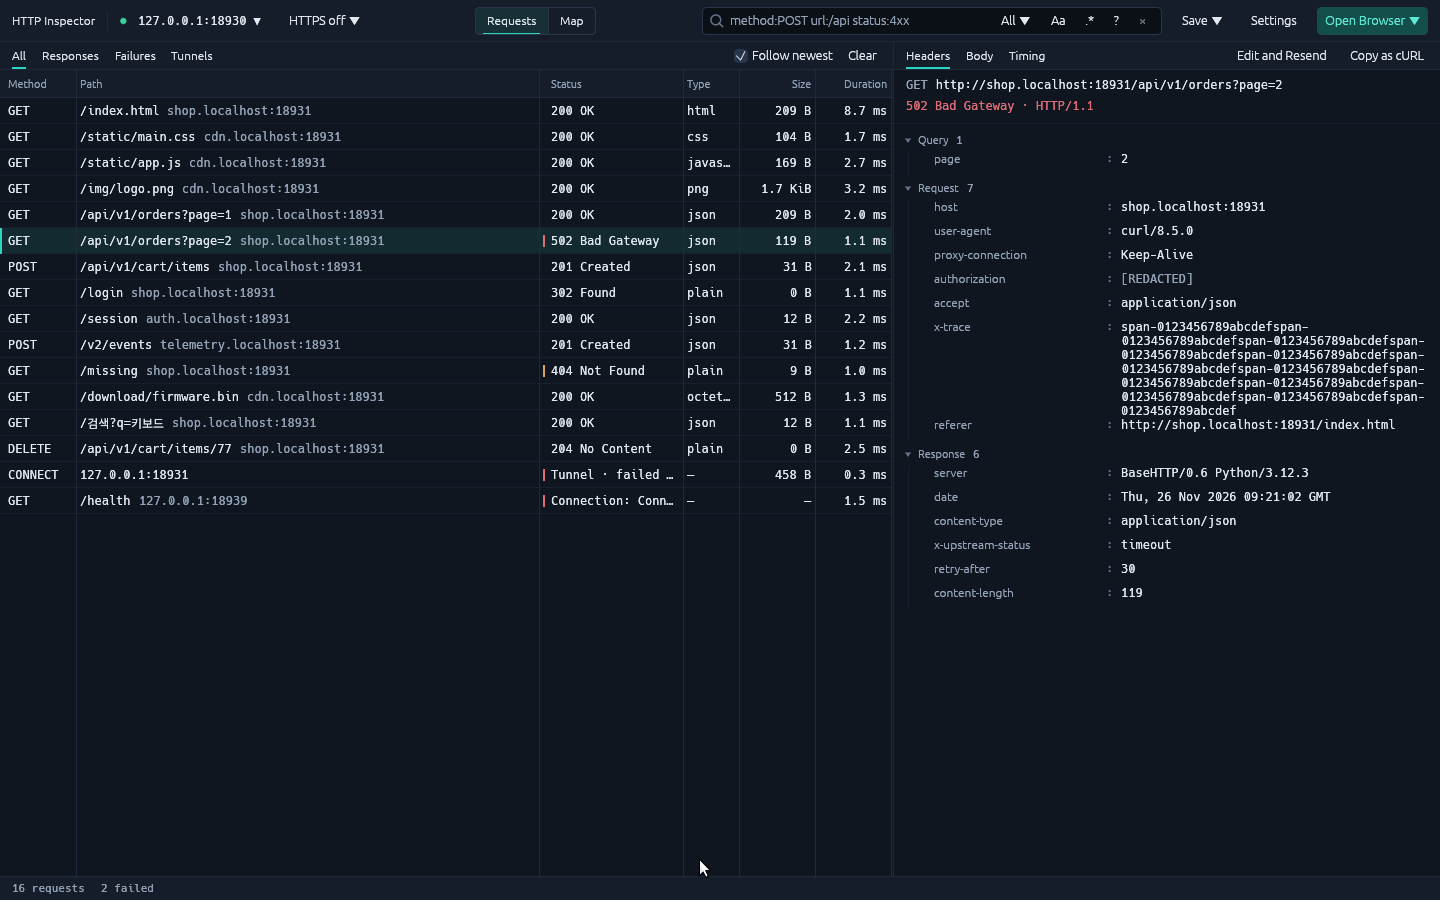 HTTP Inspector 127.0.0.1:18930 ▼ HTTPS off ▼ Requests Map method:POST url:/api status:4xx All ▼ Aa .* ? × Save ▼ Settings Open Browser ▼
All Responses Failures Tunnels Follow newest Clear Headers Body Timing Edit and Resend Copy as cURL
Method Path Status Type Size Duration
GET /index.html shop.localhost:18931 200 OK html 209 B 8.7 ms
GET /static/main.css cdn.localhost:18931 200 OK css 104 B 1.7 ms
GET /static/app.js cdn.localhost:18931 200 OK javas… 169 B 2.7 ms
GET /img/logo.png cdn.localhost:18931 200 OK png 1.7 KiB 3.2 ms
GET /api/v1/orders?page=1 shop.localhost:18931 200 OK json 209 B 2.0 ms
GET /api/v1/orders?page=2 shop.localhost:18931 502 Bad Gateway json 119 B 1.1 ms
POST /api/v1/cart/items shop.localhost:18931 201 Created json 31 B 2.1 ms
GET /login shop.localhost:18931 302 Found plain 0 B 1.1 ms
GET /session auth.localhost:18931 200 OK json 12 B 2.2 ms
POST /v2/events telemetry.localhost:18931 201 Created json 31 B 1.2 ms
GET /missing shop.localhost:18931 404 Not Found plain 9 B 1.0 ms
GET /download/firmware.bin cdn.localhost:18931 200 OK octet… 512 B 1.3 ms
GET /검색?q=키보드 shop.localhost:18931 200 OK json 12 B 1.1 ms
DELETE /api/v1/cart/items/77 shop.localhost:18931 204 No Content plain 0 B 2.5 ms
CONNECT 127.0.0.1:18931 Tunnel · failed … — 458 B 0.3 ms
GET /health 127.0.0.1:18939 Connection: Conn… — — 1.5 ms
GET http://shop.localhost:18931/api/v1/orders?page=2
502 Bad Gateway · HTTP/1.1
Query 1
page : 2
Request 7
host : shop.localhost:18931
user-agent : curl/8.5.0
proxy-connection : Keep-Alive
authorization : [REDACTED]
accept : application/json
x-trace : span-0123456789abcdefspan-
0123456789abcdefspan-0123456789abcdefspan-
0123456789abcdefspan-0123456789abcdefspan-
0123456789abcdefspan-0123456789abcdefspan-
0123456789abcdefspan-0123456789abcdefspan-
0123456789abcdefspan-0123456789abcdefspan-
0123456789abcdef
referer : http://shop.localhost:18931/index.html
Response 6
server : BaseHTTP/0.6 Python/3.12.3
date : Thu, 26 Nov 2026 09:21:02 GMT
content-type : application/json
x-upstream-status : timeout
retry-after : 30
content-length : 119
16 requests 2 failed